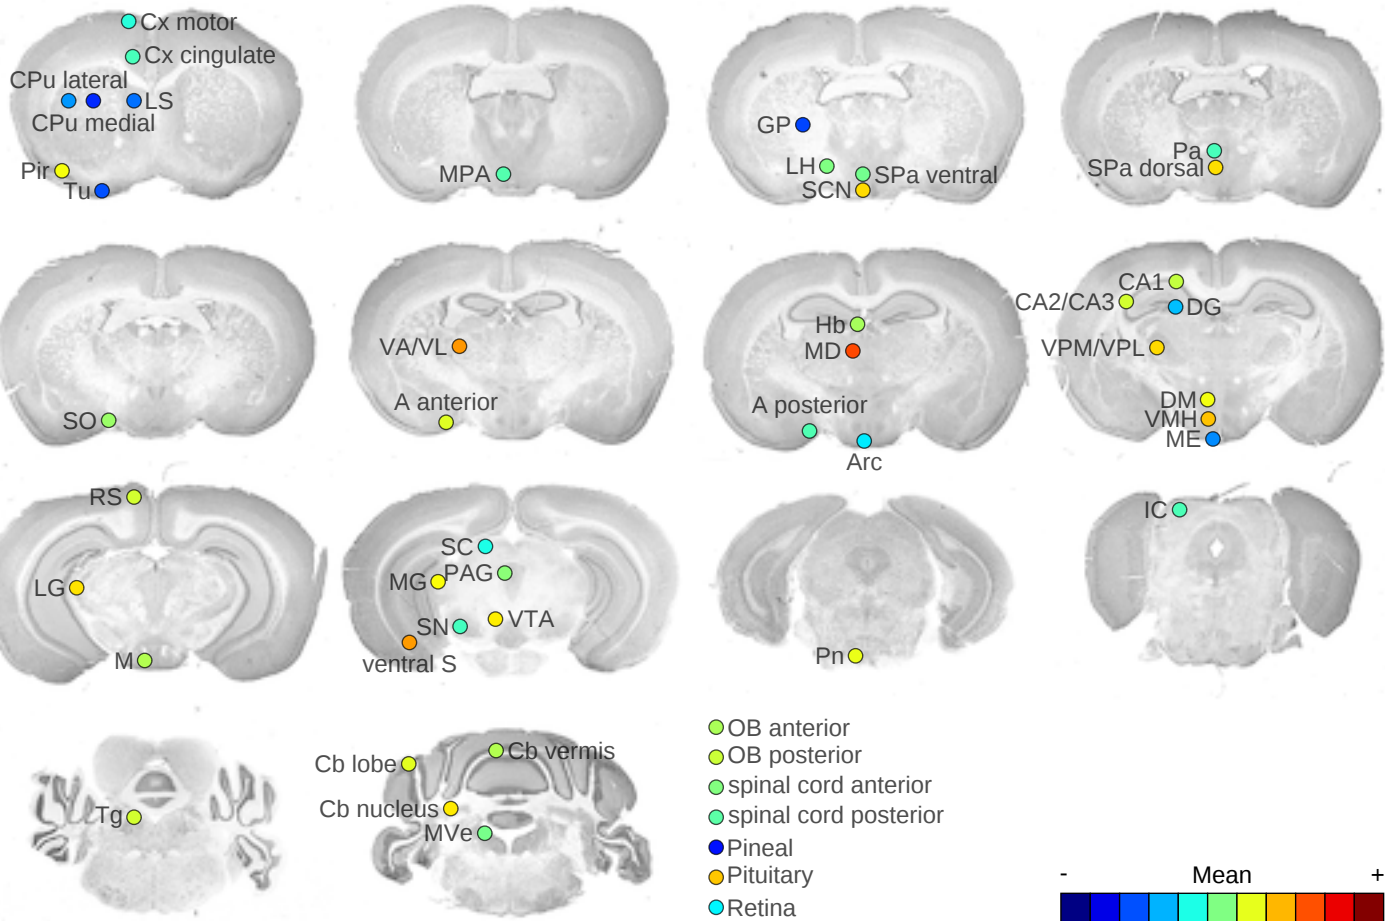 Cx motor
Cx cingulate
CPu lateral
LS
CPu medial
Pir
Tu
MPA
GP
LH
SPa ventral
SCN
Pa
SPa dorsal
SO
VA/VL
A anterior
Hb
MD
A posterior
Arc
CA1
CA2/CA3
DG
VPM/VPL
DM
VMH
ME
RS
LG
M
SC
PAG
MG
VTA
SN
ventral S
Pn
IC
Tg
Cb lobe
Cb vermis
Cb nucleus
MVe
OB anterior
OB posterior
spinal cord anterior
spinal cord posterior
Pineal
Pituitary
Retina
- Mean +